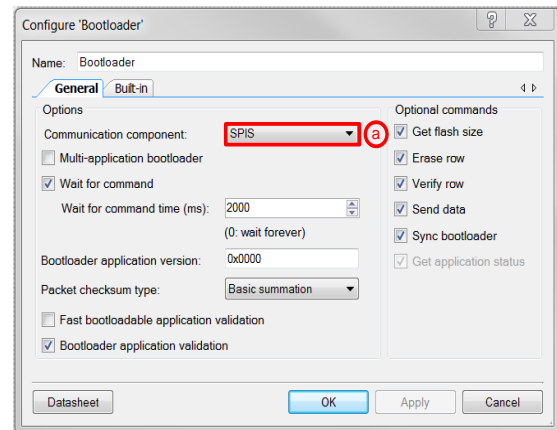 Configure 'Bootloader'
Name: Bootloader
General Built-in
Options
Communication component: SPIS a
Multi-application bootloader
Wait for command
Wait for command time (ms): 2000
(0: wait forever)
Bootloader application version: 0x0000
Packet checksum type: Basic summation
Fast bootloadable application validation
Bootloader application validation
Optional commands
Get flash size
Erase row
Verify row
Send data
Sync bootloader
Get application status
Datasheet OK Apply Cancel